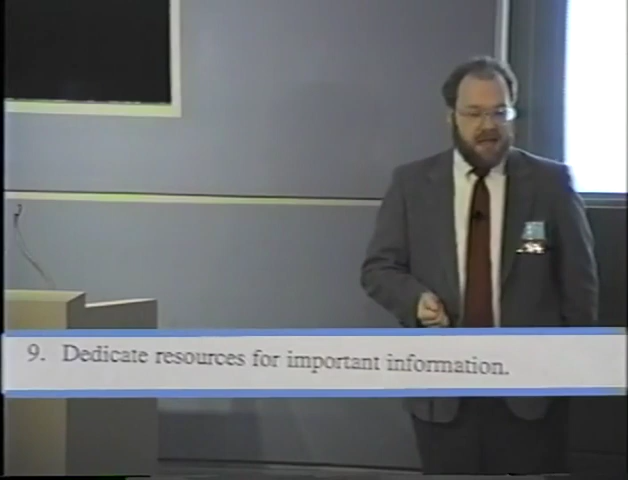 9. Dedicate resources for important information.